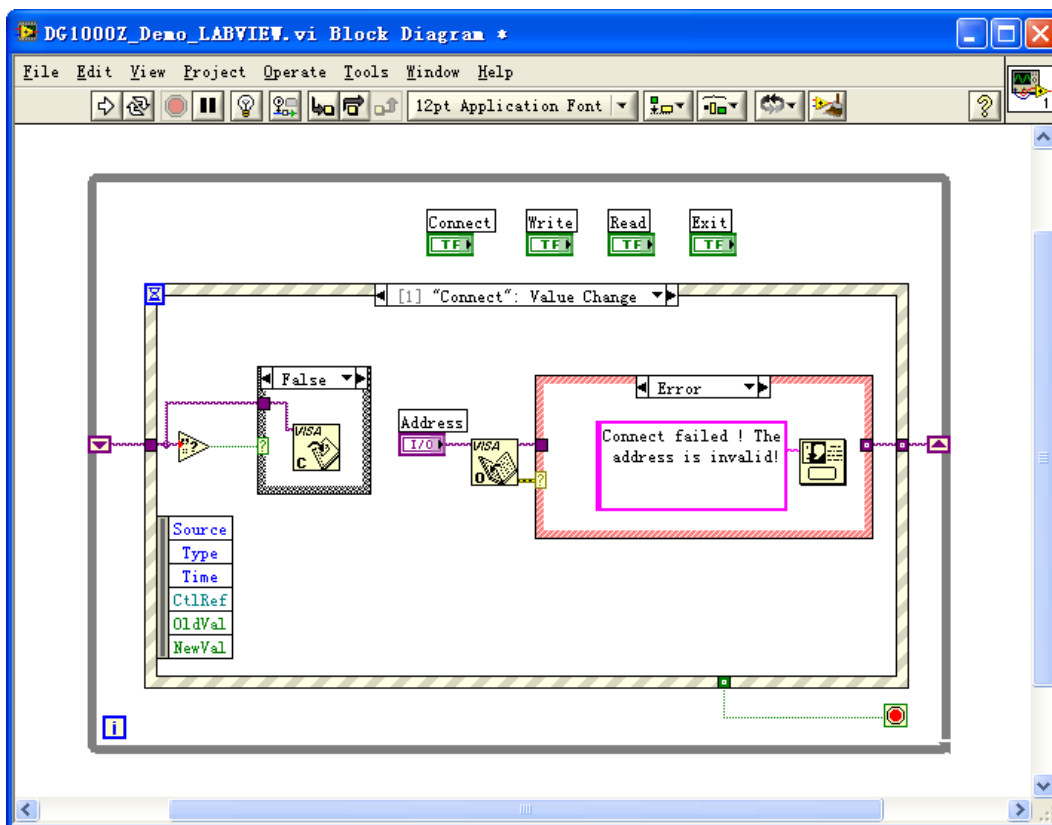 DG1000Z_Demo_LABVIEW.vi Block Diagram *
File Edit View Project Operate Tools Window Help
12pt Application Font
?
1
Connect Write Read Exit
TF TF TF TF
[1] "Connect": Value Change
False
Error
"?
?
VISA
C
Address
I/O
VISA
O
?
Connect failed ! The
address is invalid!
Source
Type
Time
CtlRef
OldVal
NewVal
i